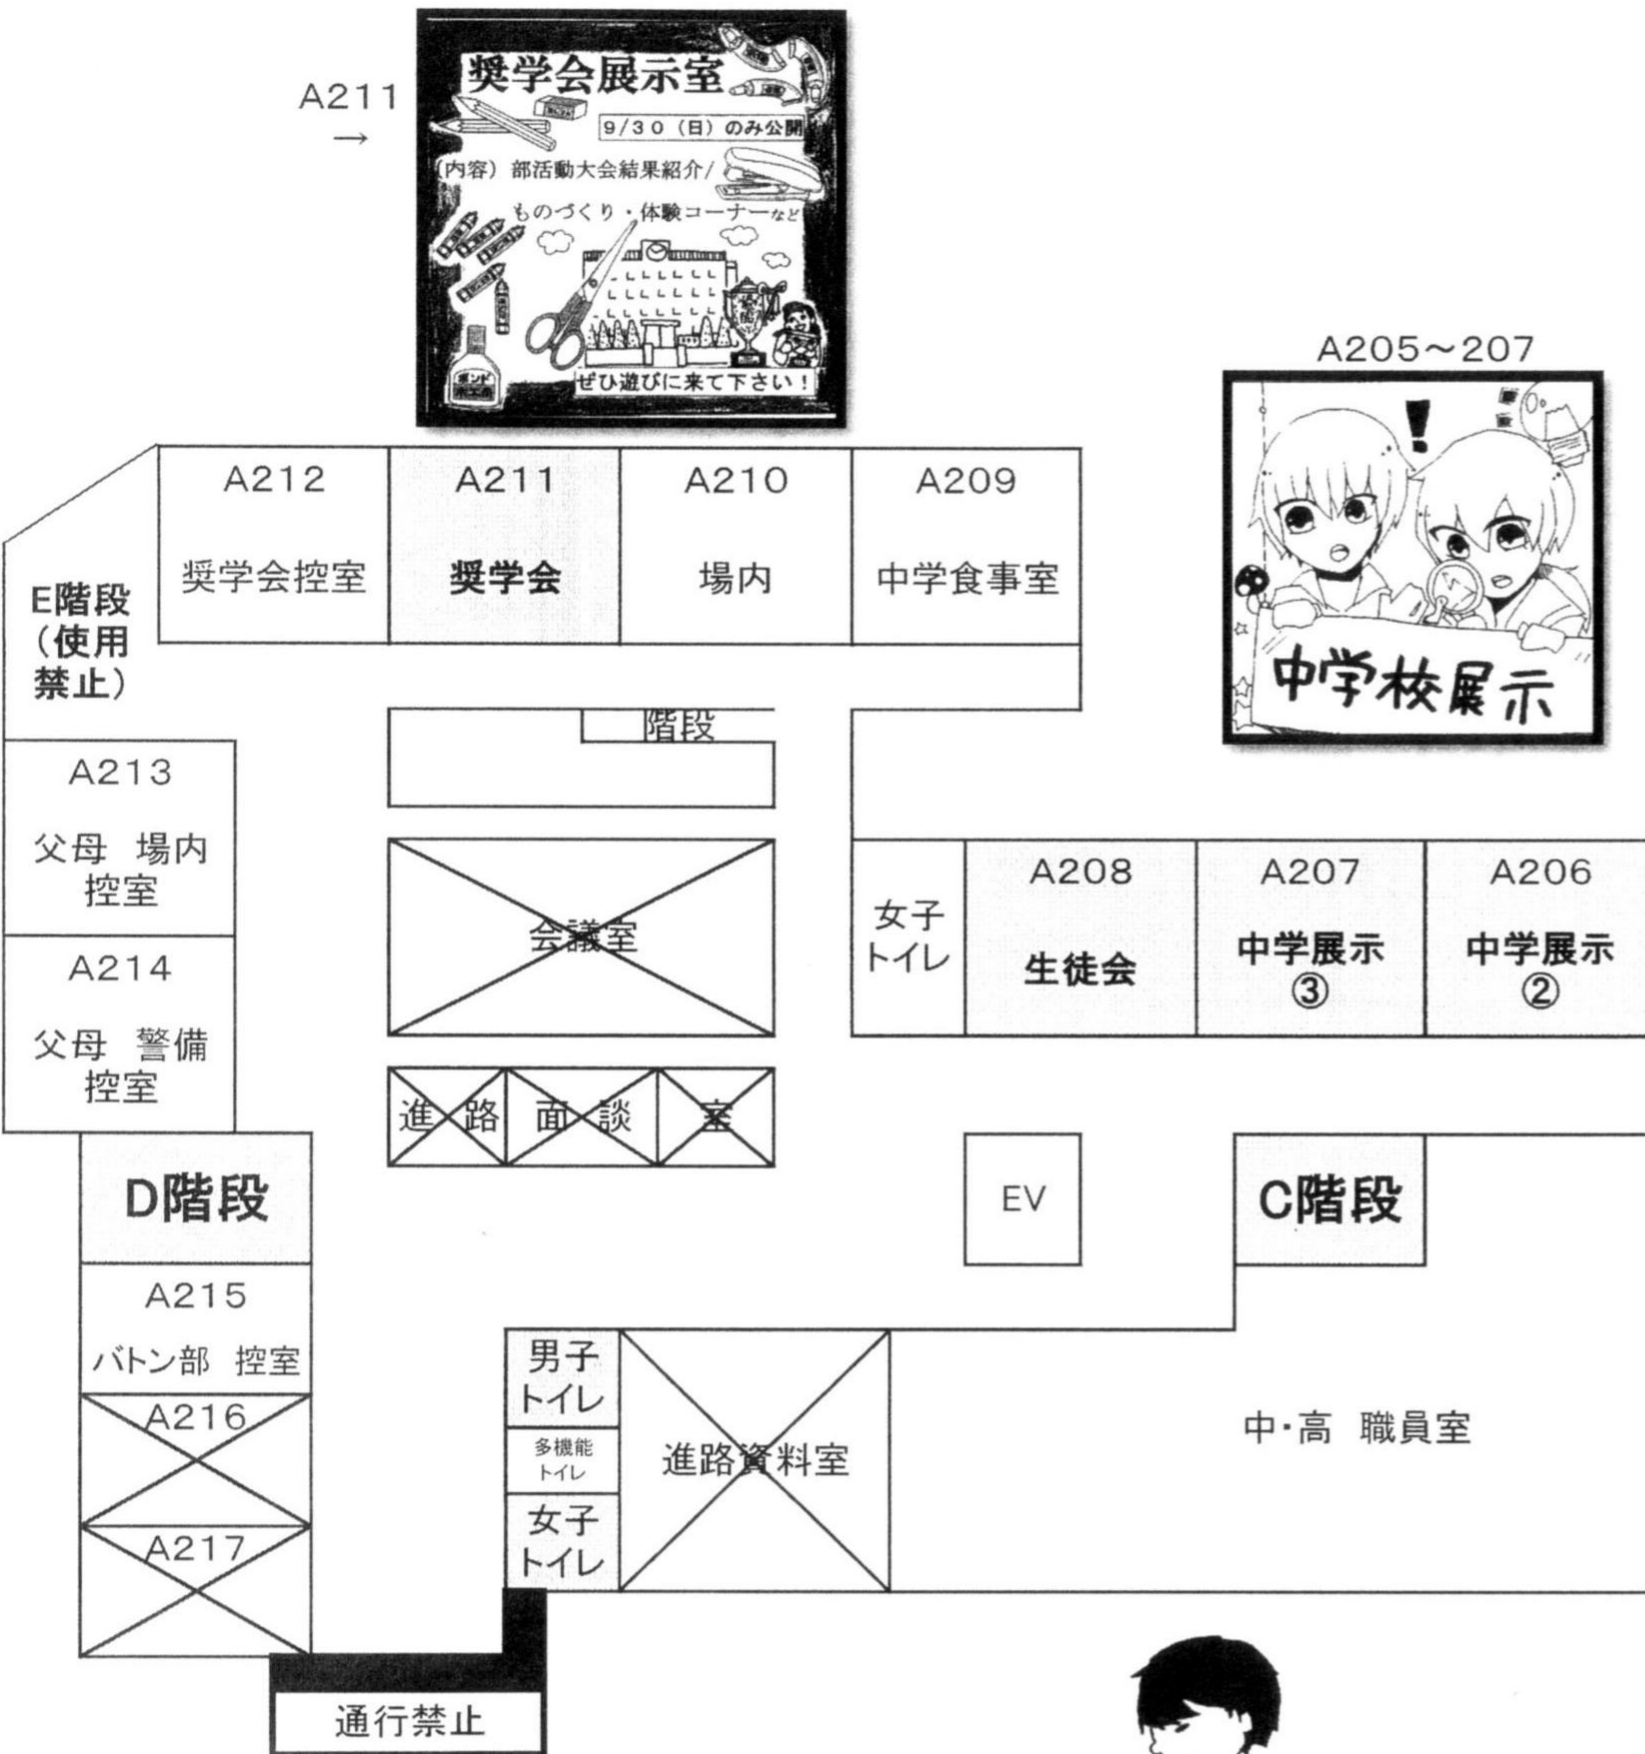 A211
→
奨学会展示室
9/30（日）のみ公開
（内容）部活動大会結果紹介/
ものづくり・体験コーナーなど
ボンド
木工用
ぜひ遊びに来て下さい！
A205～207
!
中学校展示
A212
奨学会控室
A211
奨学会
A210
場内
A209
中学食事室
E階段
（使用
禁止）
階段
A213
父母　場内
控室
会議室
女子
トイレ
A208
生徒会
A207
中学展示
③
A206
中学展示
②
A214
父母　警備
控室
進　路　面　談　室
D階段
EV
C階段
A215
バトン部　控室
男子
トイレ
多機能
トイレ
女子
トイレ
進路資料室
中・高　職員室
A216
A217
通行禁止